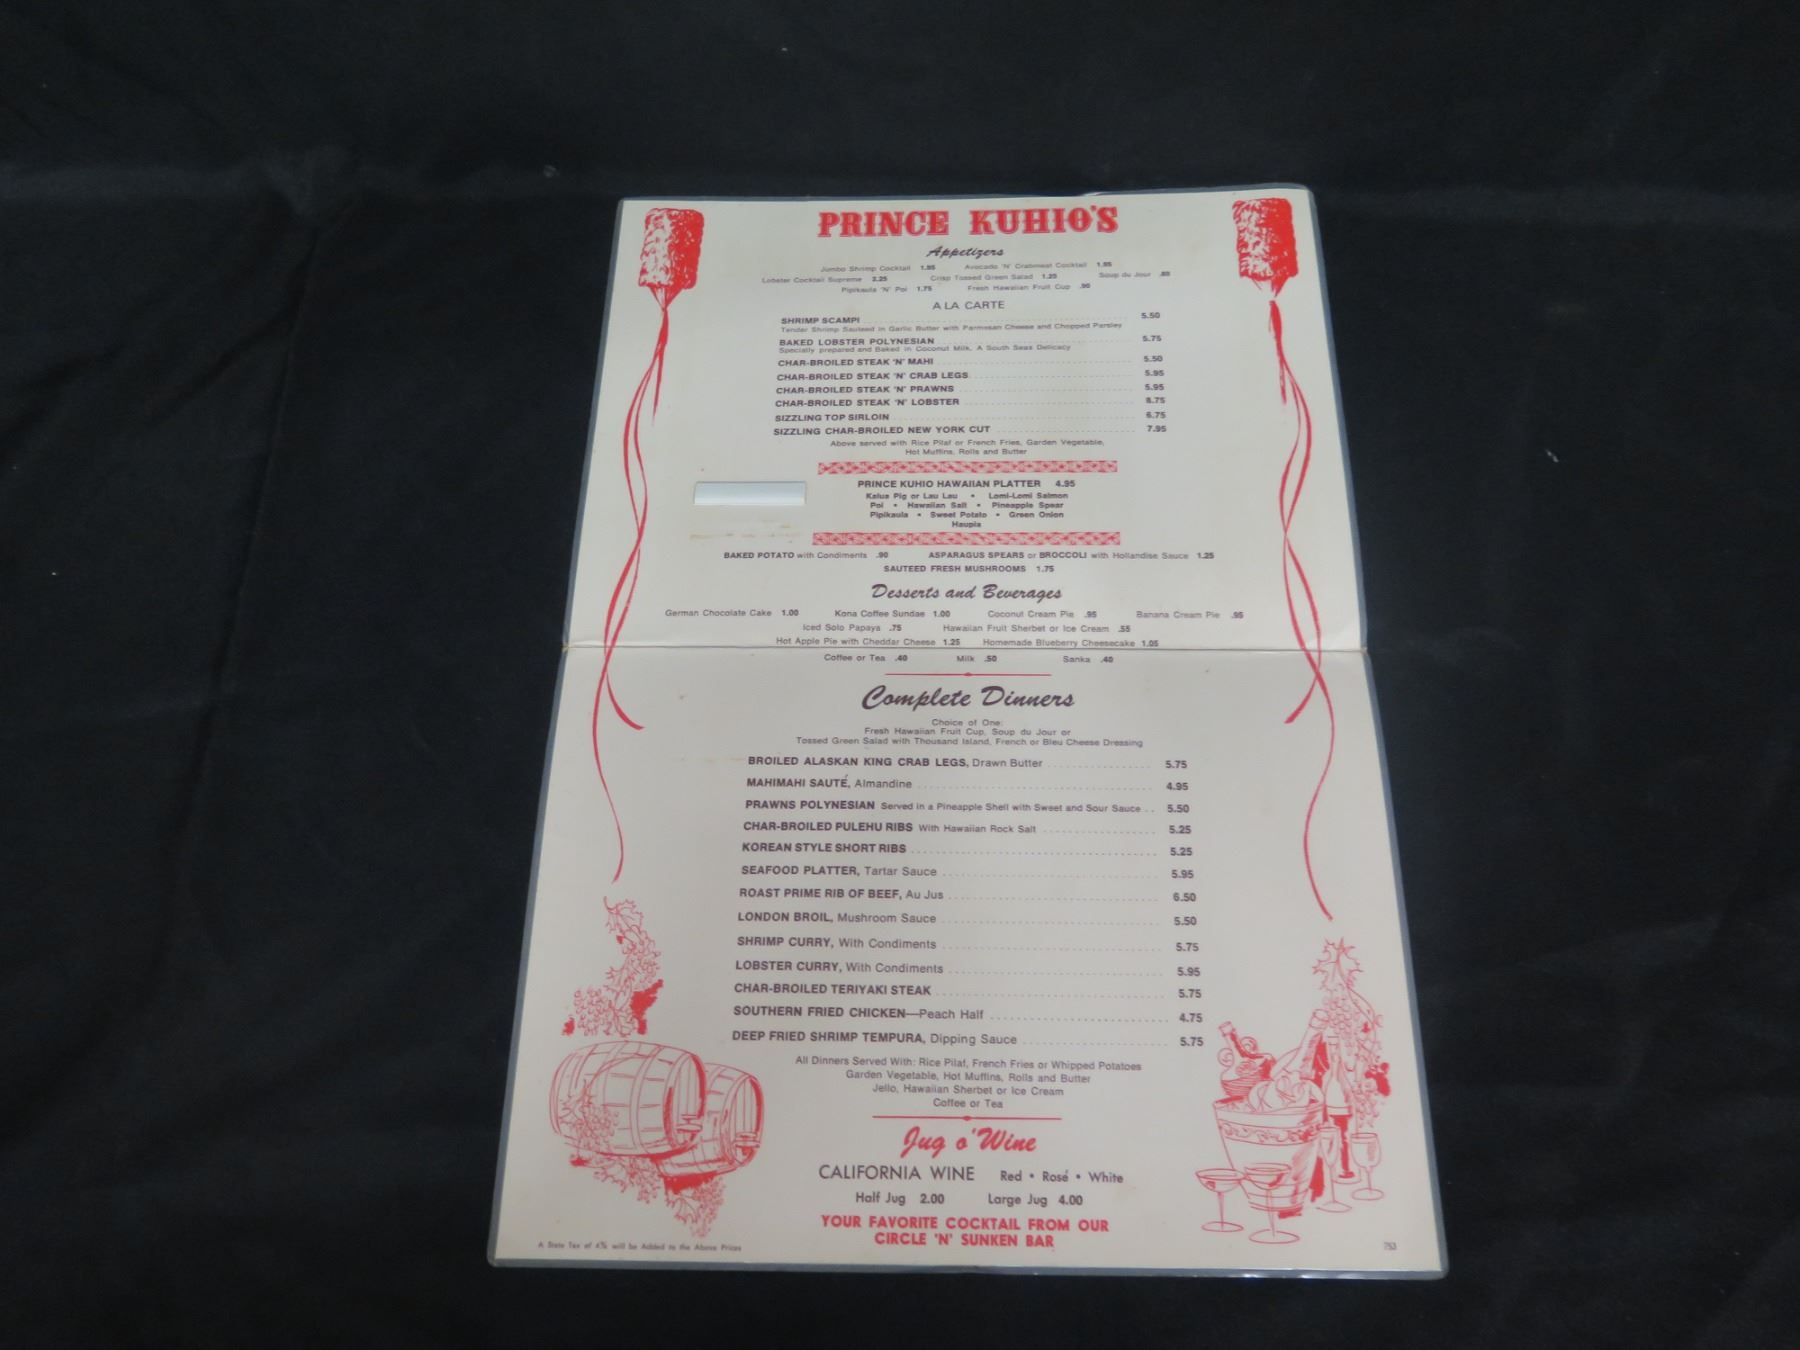 PRINCE KUHIO'S
Appetizers
Jumbo Shrimp Cocktail 1.95 Avocado 'N' Crabmeat Cocktail 1.95
Lobster Cocktail Supreme 2.25 Crisp Tossed Green Salad 1.25 Soup du Jour
Pipikaula 'N' Poi 1.75 Fresh Hawaiian Fruit Cup .90
A LA CARTE
SHRIMP SCAMPI 5.50
Tender Shrimp Sauteed in Garlic Butter with Parmesan Cheese and Chopped Parsley
BAKED LOBSTER POLYNESIAN 5.75
Specially prepared and Baked in Coconut Milk, A South Seas Delicacy
CHAR-BROILED STEAK 'N' MAHI 5.50
CHAR-BROILED STEAK 'N' CRAB LEGS 5.95
CHAR-BROILED STEAK 'N' PRAWNS 5.95
CHAR-BROILED STEAK 'N' LOBSTER 8.75
SIZZLING TOP SIRLOIN 6.75
SIZZLING CHAR-BROILED NEW YORK CUT 7.95
Above served with Rice Pilaf or French Fries, Garden Vegetable,
Hot Muffins, Rolls and Butter
PRINCE KUHIO HAWAIIAN PLATTER 4.95
Kalua Pig or Lau Lau • Lomi-Lomi Salmon
Poi • Hawaiian Salt • Pineapple Spear
Pipikaula • Sweet Potato • Green Onion
Haupia
BAKED POTATO with Condiments .90 ASPARAGUS SPEARS or BROCCOLI with Hollandise Sauce 1.25
SAUTEED FRESH MUSHROOMS 1.75
Desserts and Beverages
German Chocolate Cake 1.00 Kona Coffee Sundae 1.00 Coconut Cream Pie .95 Banana Cream Pie .95
Iced Solo Papaya .75 Hawaiian Fruit Sherbet or Ice Cream .55
Hot Apple Pie with Cheddar Cheese 1.25 Homemade Blueberry Cheesecake 1.05
Coffee or Tea .40 Milk .50 Sanka .40
Complete Dinners
Choice of One:
Fresh Hawaiian Fruit Cup, Soup du Jour or
Tossed Green Salad with Thousand Island, French or Bleu Cheese Dressing
BROILED ALASKAN KING CRAB LEGS, Drawn Butter 5.75
MAHIMAHI SAUTÉ, Almandine 4.95
PRAWNS POLYNESIAN Served in a Pineapple Shell with Sweet and Sour Sauce 5.50
CHAR-BROILED PULEHU RIBS With Hawaiian Rock Salt 5.25
KOREAN STYLE SHORT RIBS 5.25
SEAFOOD PLATTER, Tartar Sauce 5.95
ROAST PRIME RIB OF BEEF, Au Jus 6.50
LONDON BROIL, Mushroom Sauce 5.50
SHRIMP CURRY, With Condiments 5.75
LOBSTER CURRY, With Condiments 5.95
CHAR-BROILED TERIYAKI STEAK 5.75
SOUTHERN FRIED CHICKEN—Peach Half 4.75
DEEP FRIED SHRIMP TEMPURA, Dipping Sauce 5.75
All Dinners Served With: Rice Pilaf, French Fries or Whipped Potatoes
Garden Vegetable, Hot Muffins, Rolls and Butter
Jello, Hawaiian Sherbet or Ice Cream
Coffee or Tea
Jug o' Wine
CALIFORNIA WINE Red • Rosé • White
Half Jug 2.00 Large Jug 4.00
YOUR FAVORITE COCKTAIL FROM OUR
CIRCLE 'N' SUNKEN BAR
A State Tax of 4% will be Added to the Above Prices
753